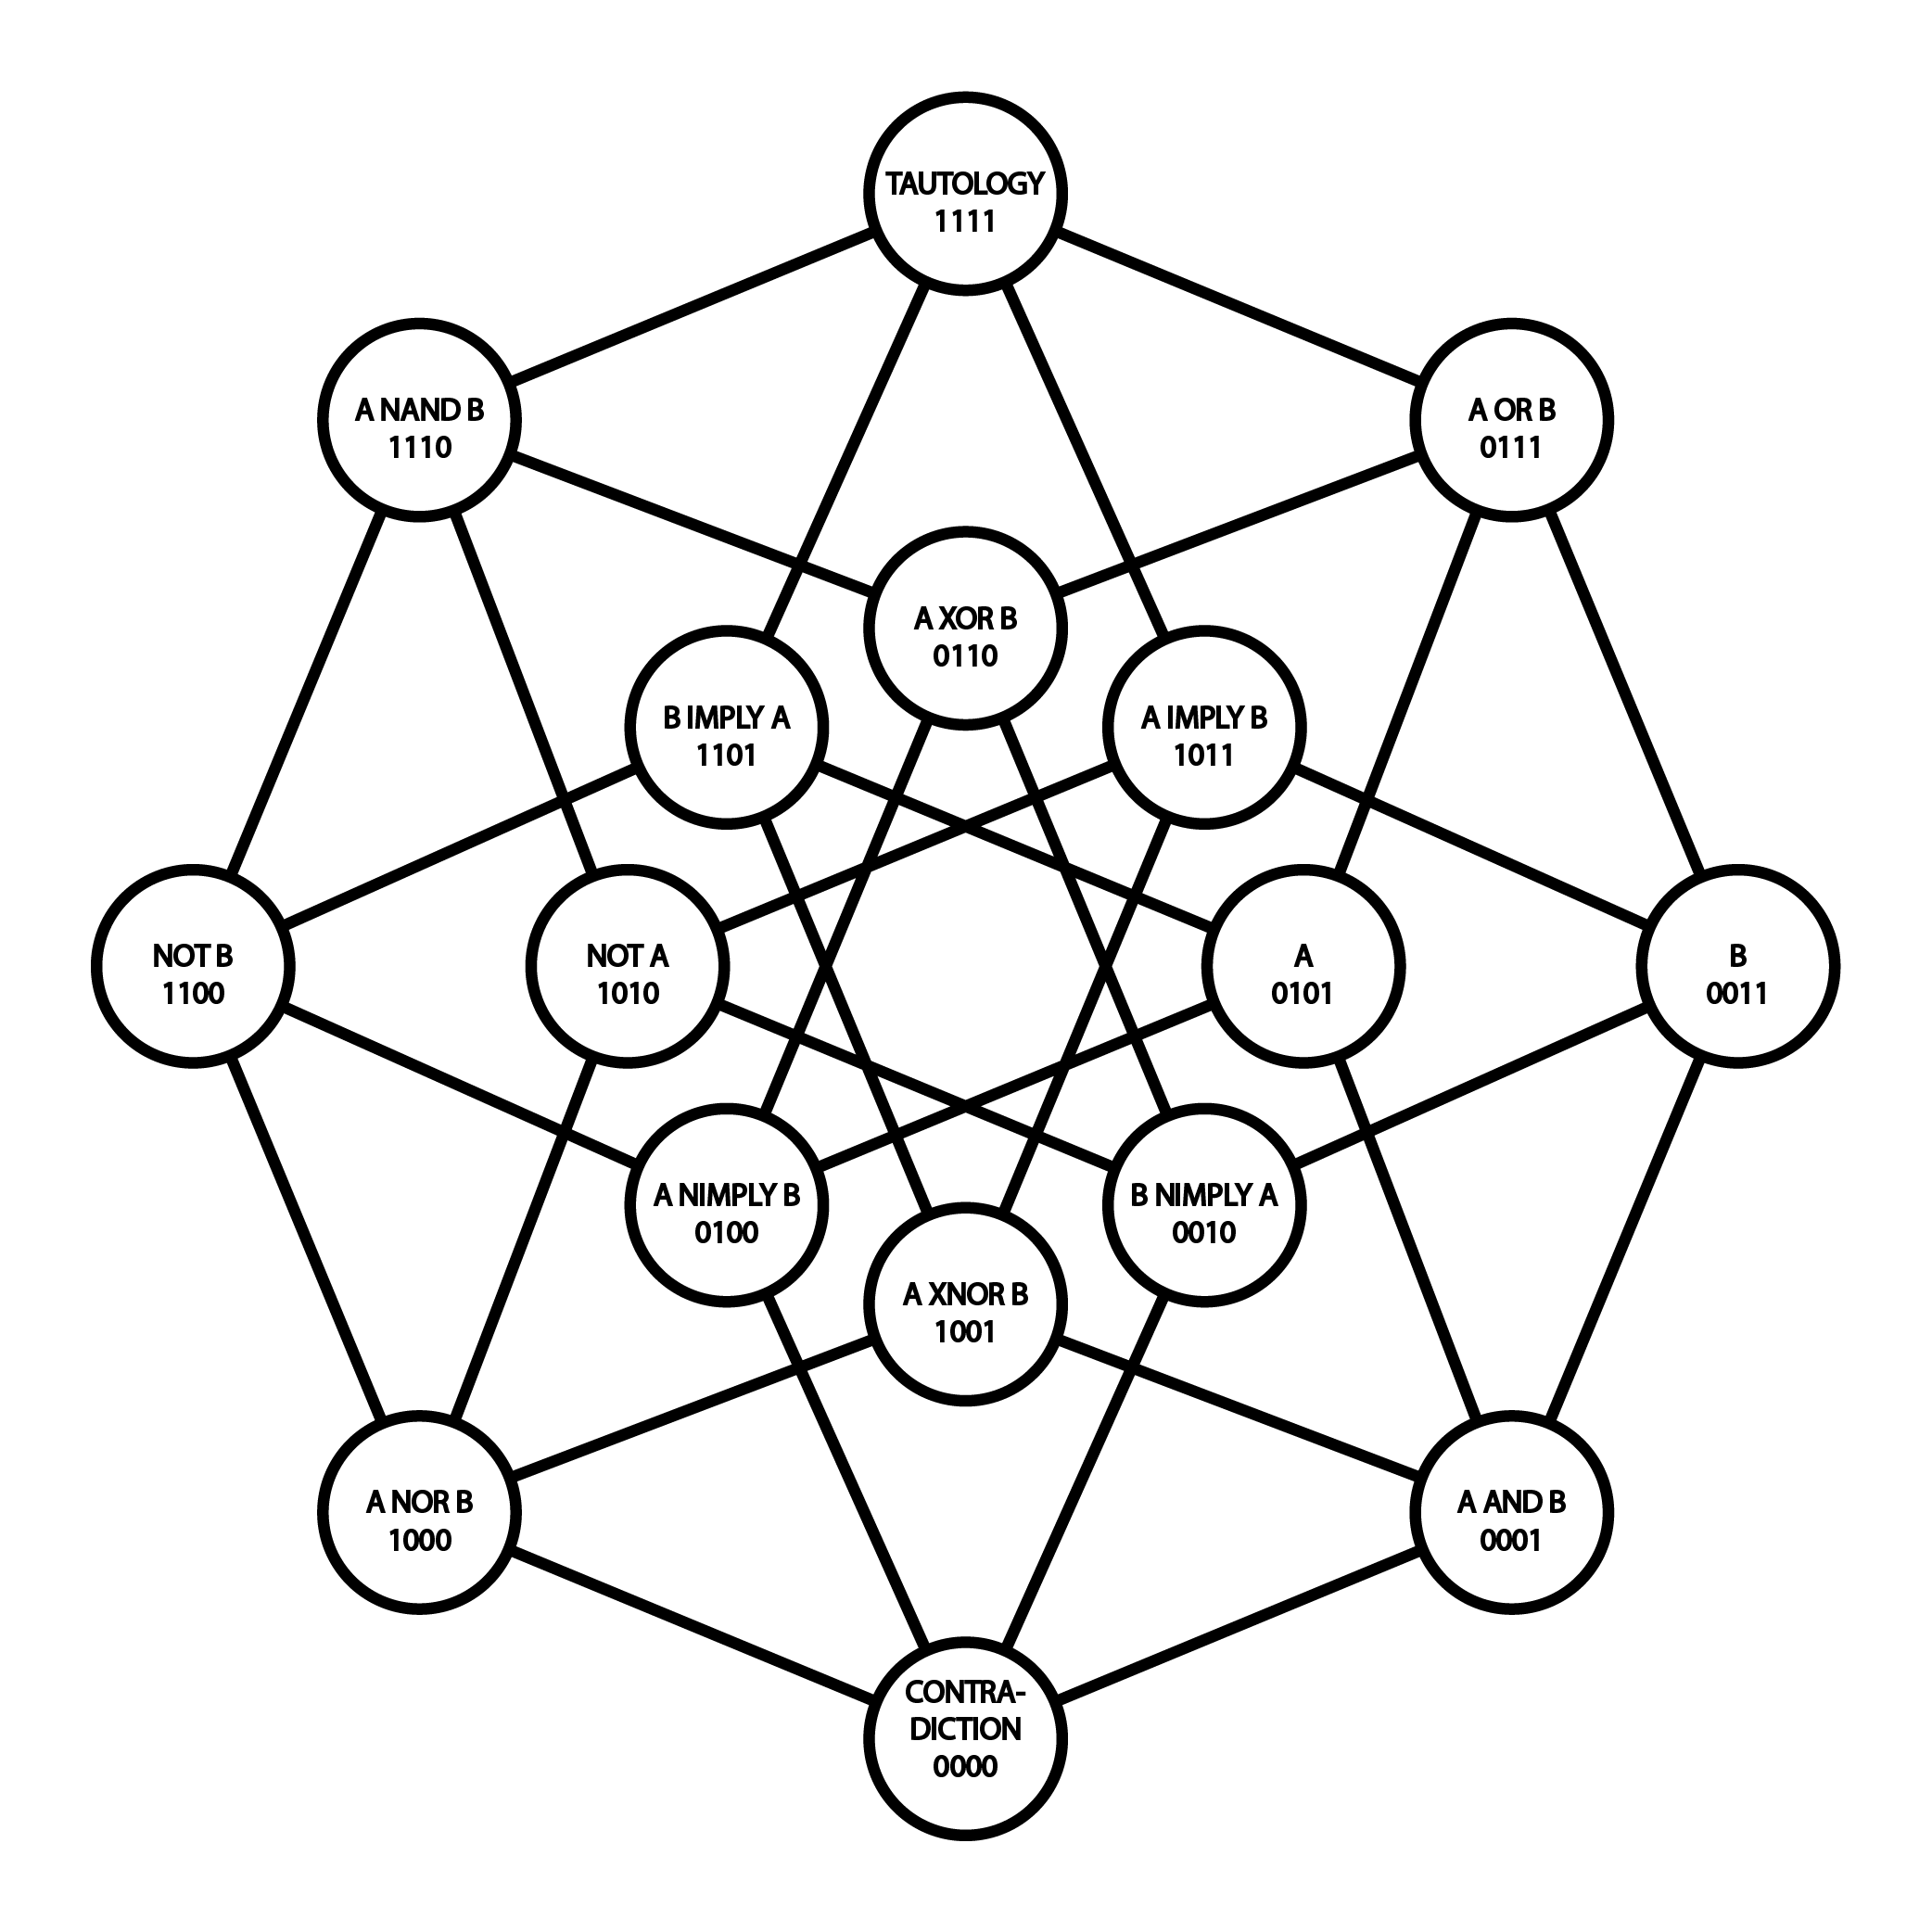 TAUTOLOGY
1111
A NAND B
1110
A OR B
0111
A XOR B
0110
B IMPLY A
1101
A IMPLY B
1011
NOT B
1100
NOT A
1010
A
0101
B
0011
A NIMPLY B
0100
B NIMPLY A
0010
A XNOR B
1001
A NOR B
1000
A AND B
0001
CONTRA-
DICTION
0000